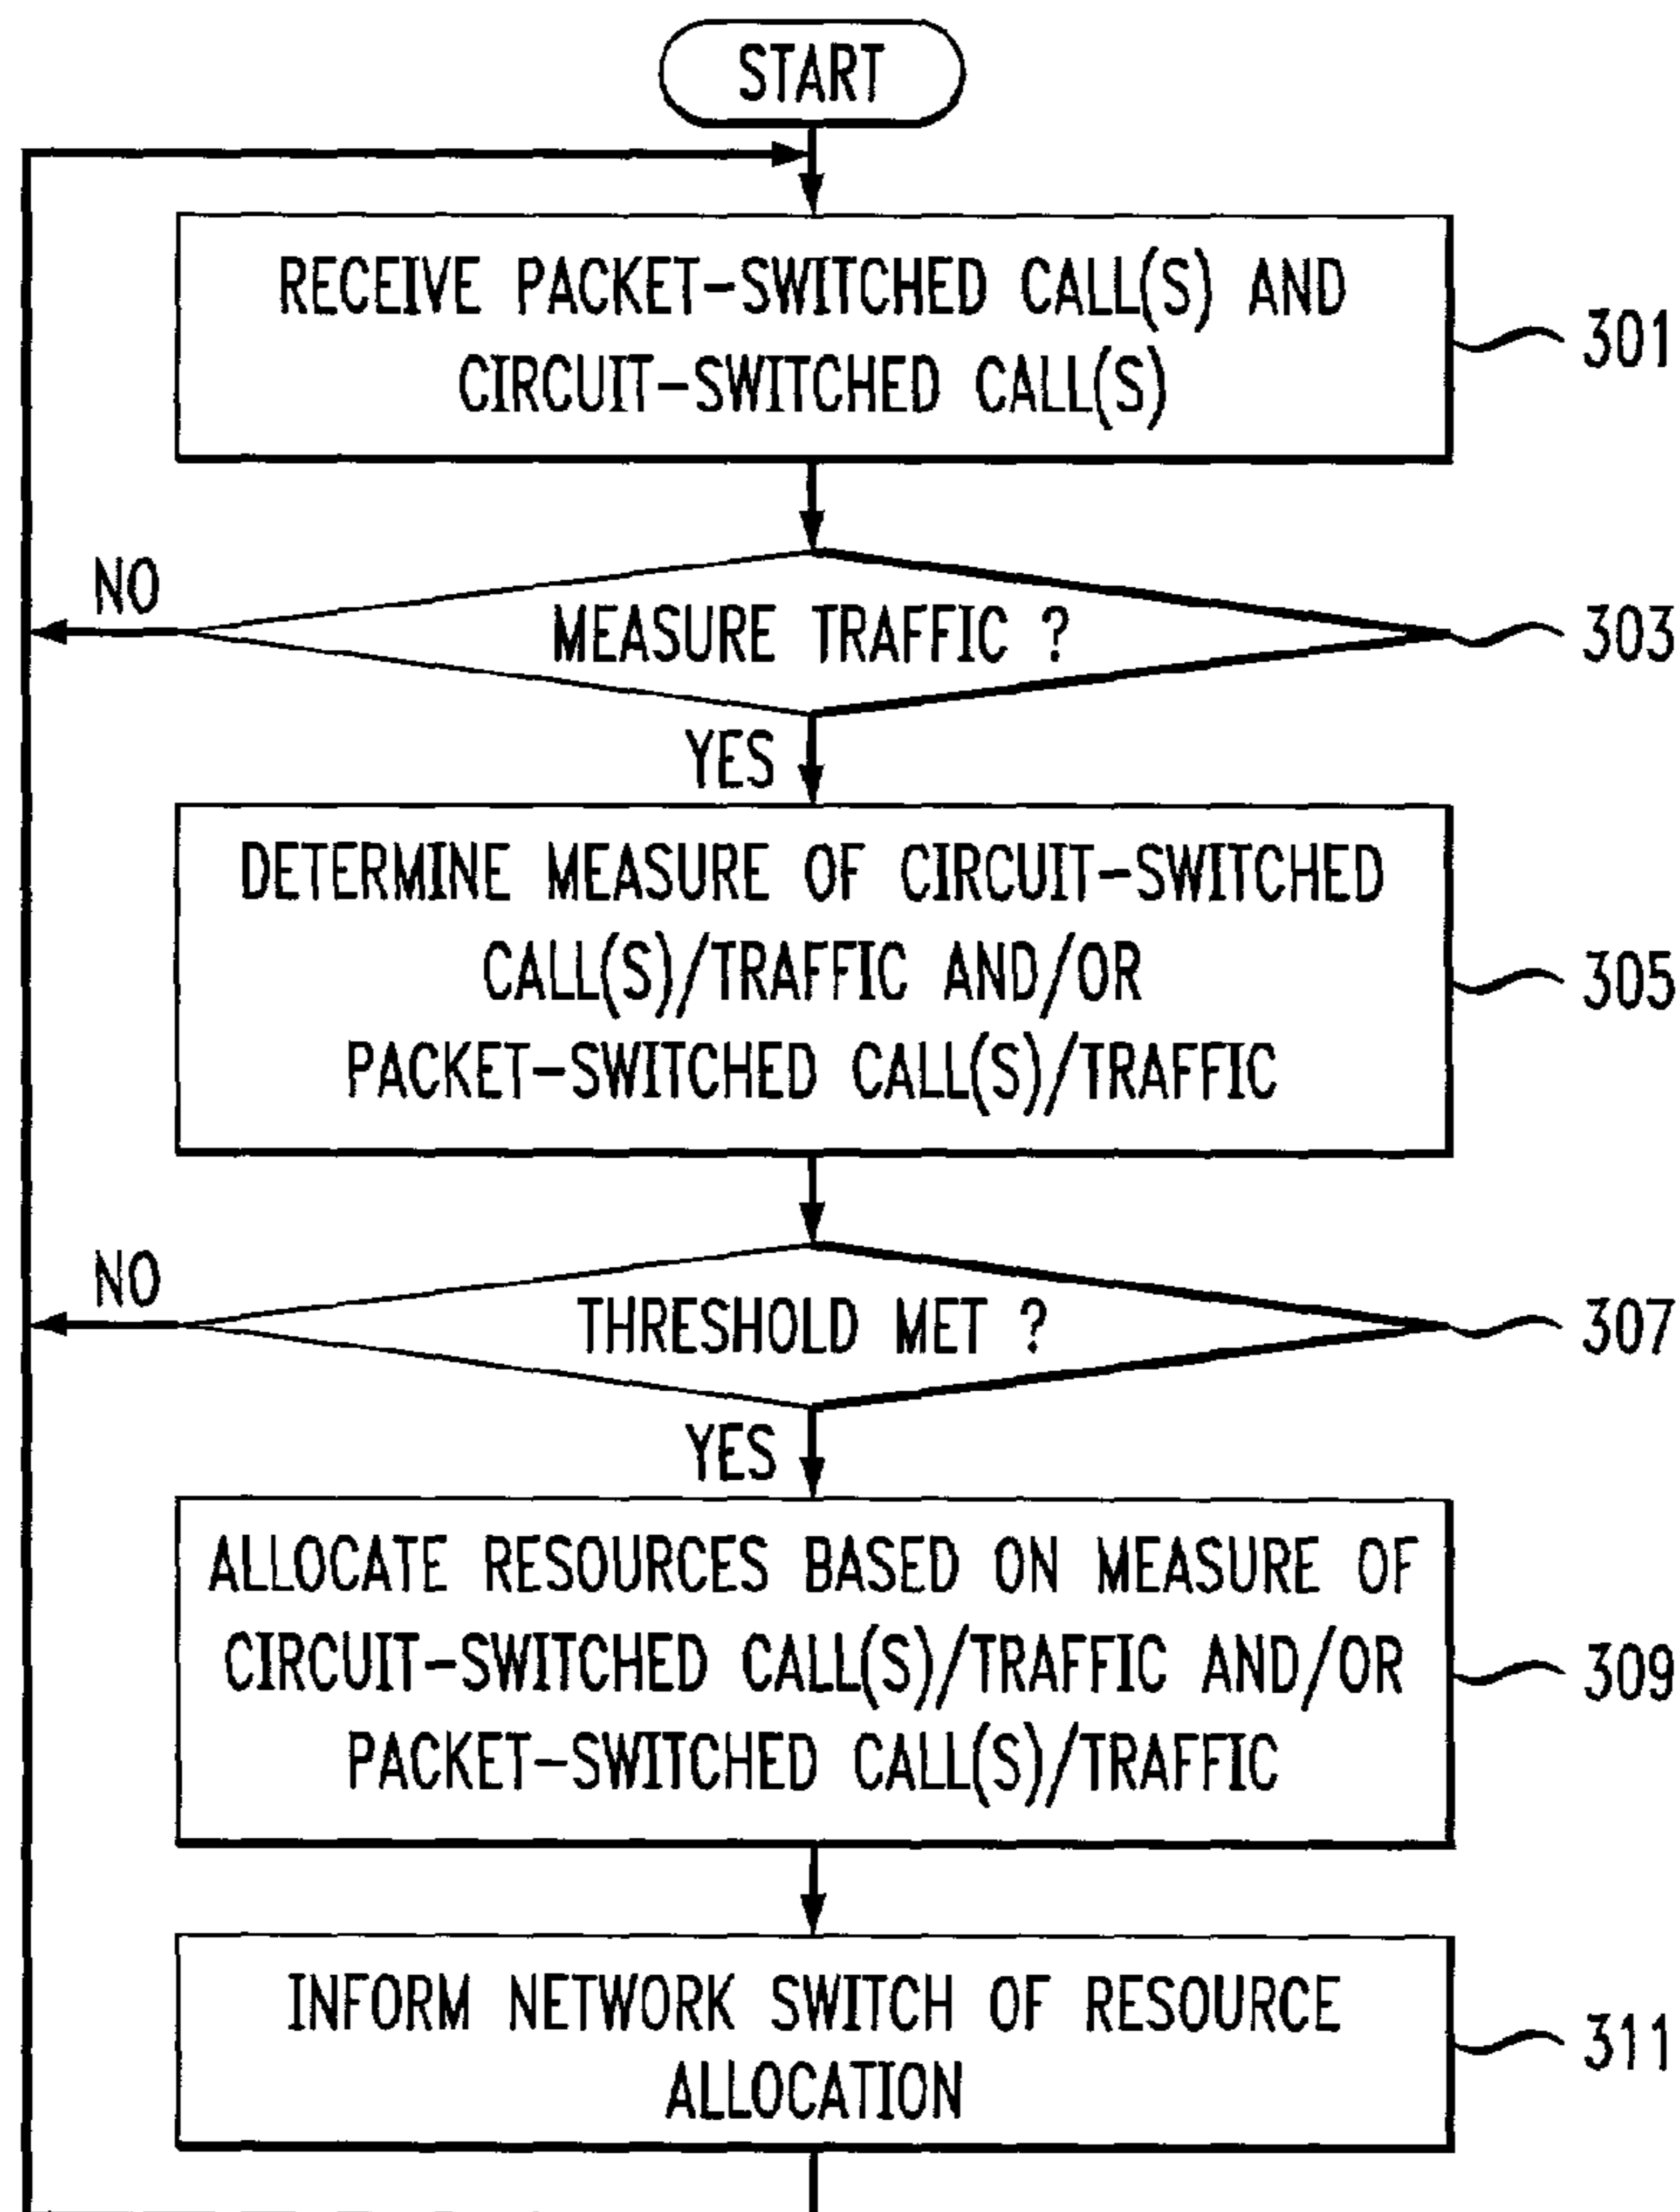 START
RECEIVE PACKET-SWITCHED CALL(S) AND
CIRCUIT-SWITCHED CALL(S)
301
NO
MEASURE TRAFFIC ?
303
YES
DETERMINE MEASURE OF CIRCUIT-SWITCHED
CALL(S)/TRAFFIC AND/OR
PACKET-SWITCHED CALL(S)/TRAFFIC
305
NO
THRESHOLD MET ?
307
YES
ALLOCATE RESOURCES BASED ON MEASURE OF
CIRCUIT-SWITCHED CALL(S)/TRAFFIC AND/OR
PACKET-SWITCHED CALL(S)/TRAFFIC
309
INFORM NETWORK SWITCH OF RESOURCE
ALLOCATION
311